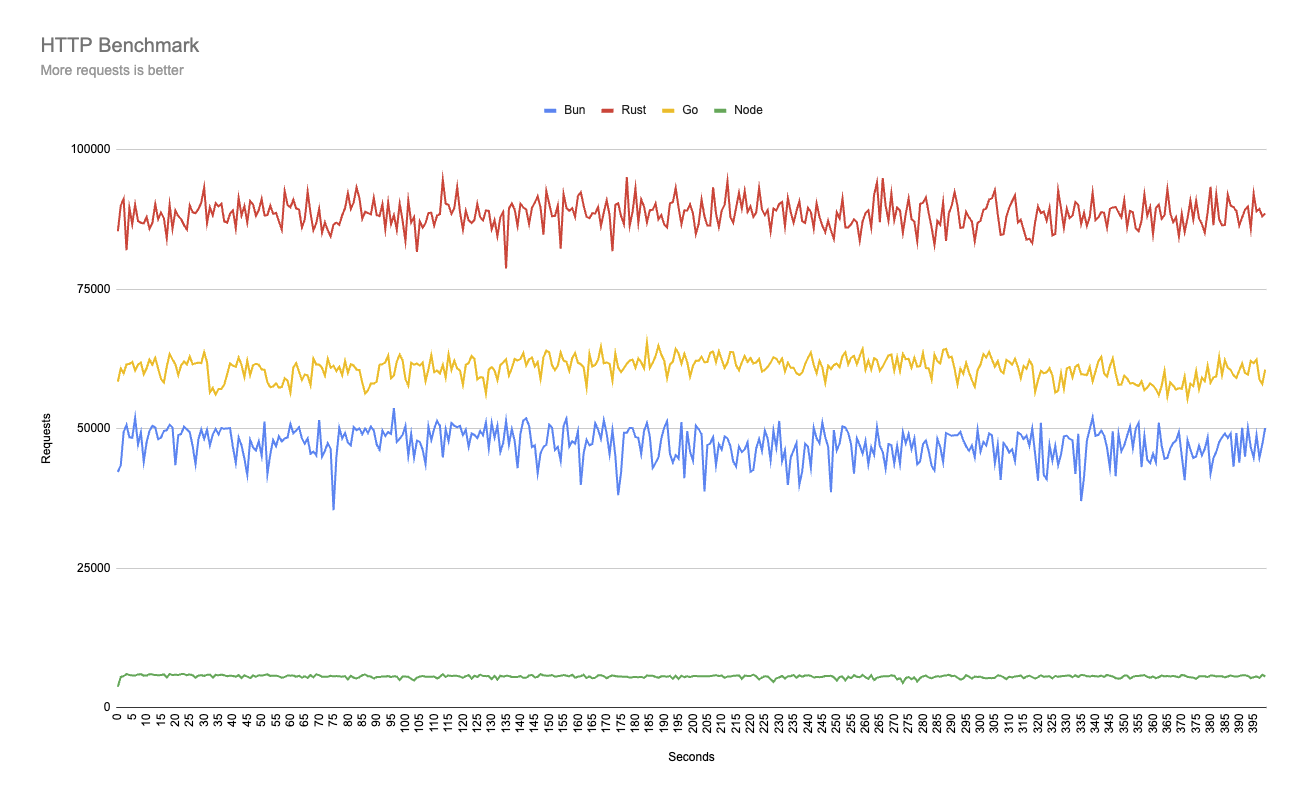 HTTP Benchmark
More requests is better
Bun Rust Go Node
100000
75000
50000
25000
0
Requests
0 5 10 15 20 25 30 35 40 45 50 55 60 65 70 75 80 85 90 95 100 105 110 115 120 125 130 135 140 145 150 155 160 165 170 175 180 185 190 195 200 205 210 215 220 225 230 235 240 245 250 255 260 265 270 275 280 285 290 295 300 305 310 315 320 325 330 335 340 345 350 355 360 365 370 375 380 385 390 395
Seconds